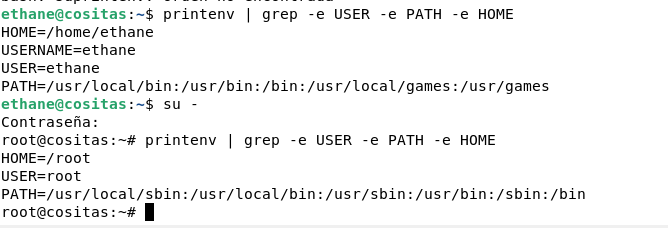 ethane@cositas:~$ printenv | grep -e USER -e PATH -e HOME
HOME=/home/ethane
USERNAME=ethane
USER=ethane
PATH=/usr/local/bin:/usr/bin:/bin:/usr/local/games:/usr/games
ethane@cositas:~$ su -
Contraseña:
root@cositas:~# printenv | grep -e USER -e PATH -e HOME
HOME=/root
USER=root
PATH=/usr/local/sbin:/usr/local/bin:/usr/sbin:/usr/bin:/sbin:/bin
root@cositas:~#